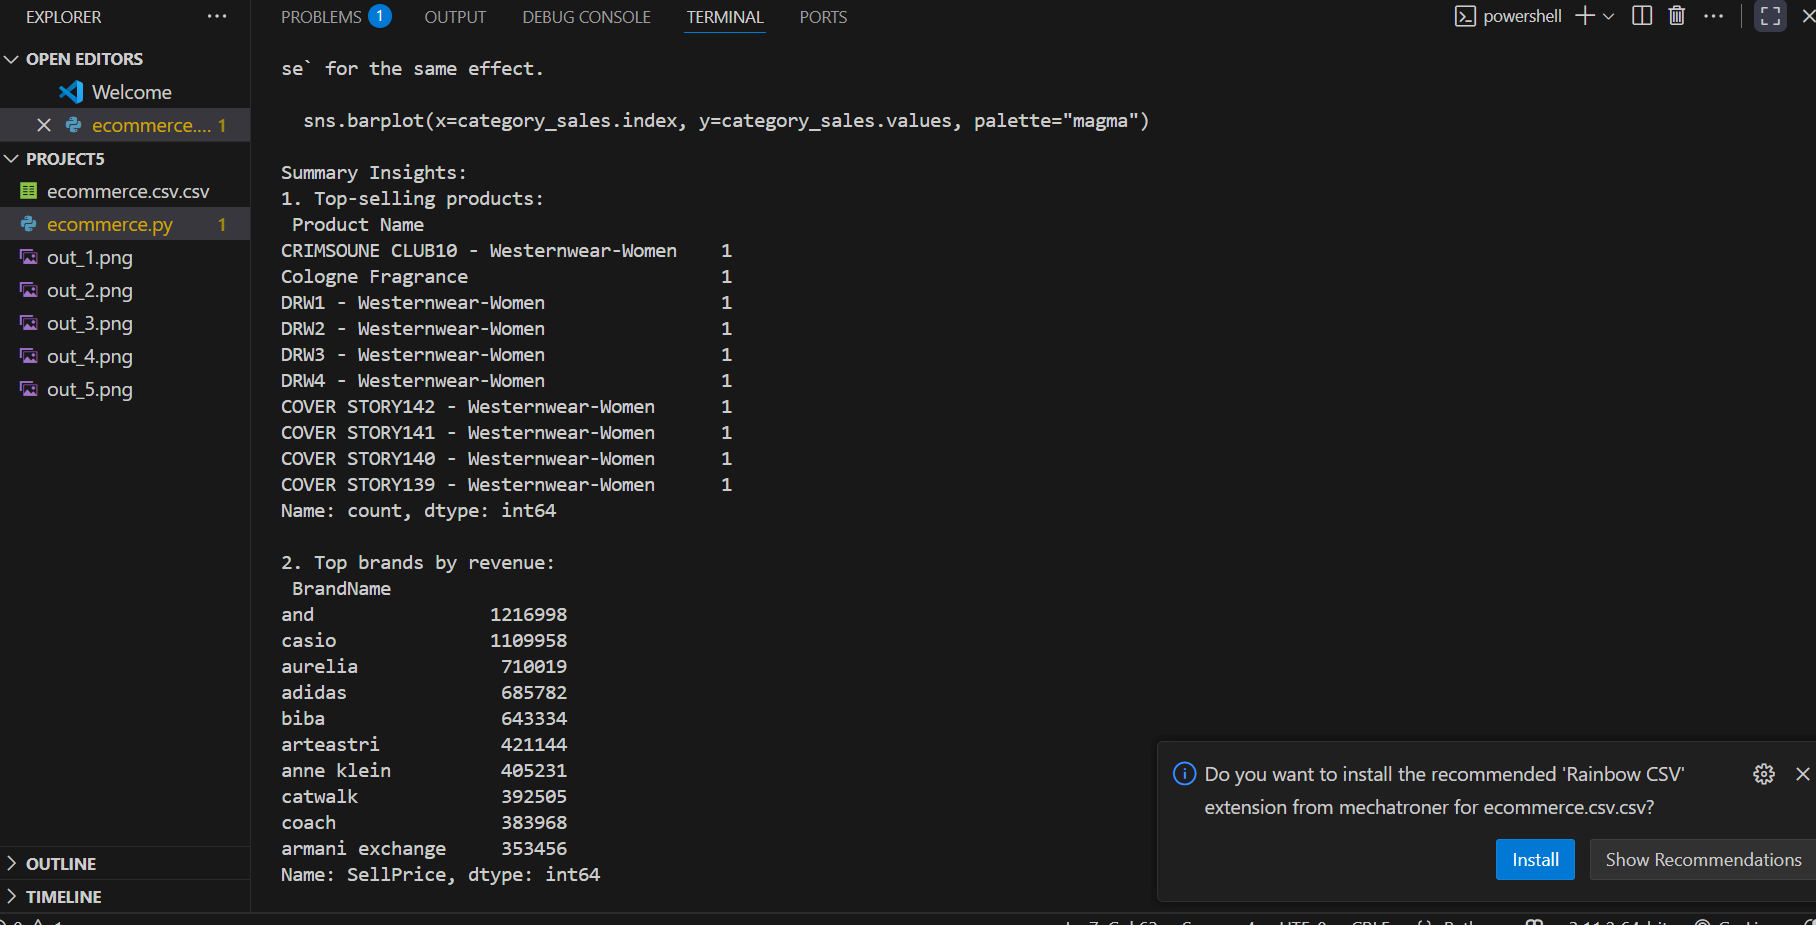 EXPLORER
OPEN EDITORS
Welcome
ecommerce.... 1
PROJECT5
ecommerce.csv.csv
ecommerce.py 1
out_1.png
out_2.png
out_3.png
out_4.png
out_5.png
OUTLINE
TIMELINE
PROBLEMS 1 OUTPUT DEBUG CONSOLE TERMINAL PORTS
powershell
se` for the same effect.
sns.barplot(x=category_sales.index, y=category_sales.values, palette="magma")
Summary Insights:
1. Top-selling products:
Product Name
CRIMSOUNE CLUB10 - Westernwear-Women 1
Cologne Fragrance 1
DRW1 - Westernwear-Women 1
DRW2 - Westernwear-Women 1
DRW3 - Westernwear-Women 1
DRW4 - Westernwear-Women 1
COVER STORY142 - Westernwear-Women 1
COVER STORY141 - Westernwear-Women 1
COVER STORY140 - Westernwear-Women 1
COVER STORY139 - Westernwear-Women 1
Name: count, dtype: int64
2. Top brands by revenue:
BrandName
and 1216998
casio 1109958
aurelia 710019
adidas 685782
biba 643334
arteastri 421144
anne klein 405231
catwalk 392505
coach 383968
armani exchange 353456
Name: SellPrice, dtype: int64
Do you want to install the recommended 'Rainbow CSV'
extension from mechatroner for ecommerce.csv.csv?
Install
Show Recommendations